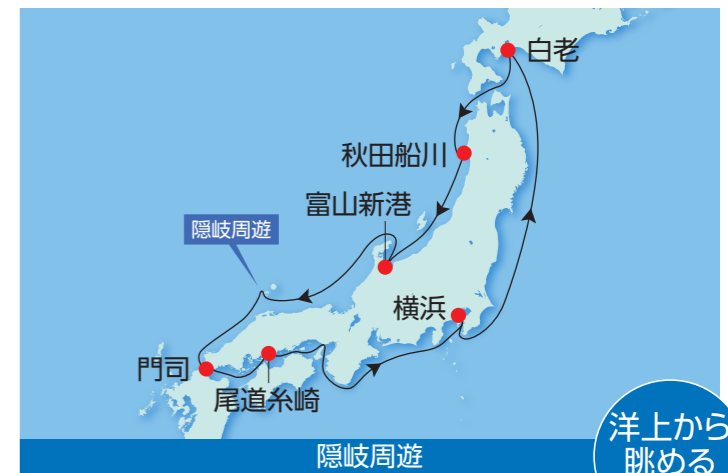 白老
秋田船川
富山新港
隠岐周遊
横浜
門司
尾道糸崎
洋上から
眺める
隠岐周遊